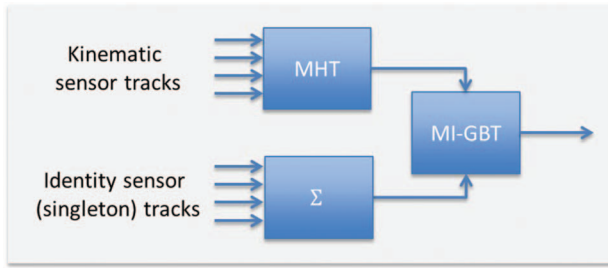 Kinematic
sensor tracks
MHT
MI-GBT
Identity sensor
(singleton) tracks
Σ